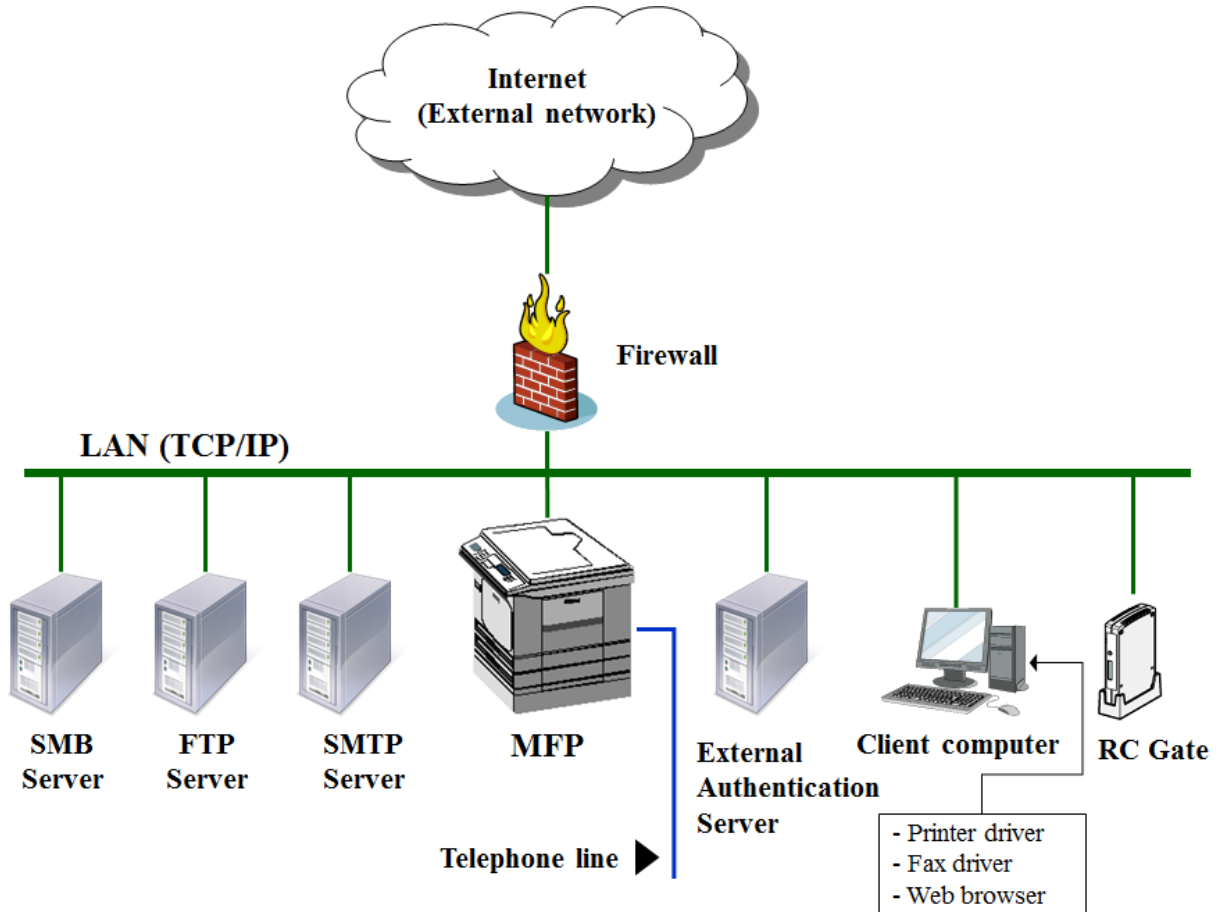 Internet
(External network)
Firewall
LAN (TCP/IP)
SMB
Server
FTP
Server
SMTP
Server
MFP
External
Authentication
Server
Client computer
RC Gate
Telephone line
- Printer driver
- Fax driver
- Web browser